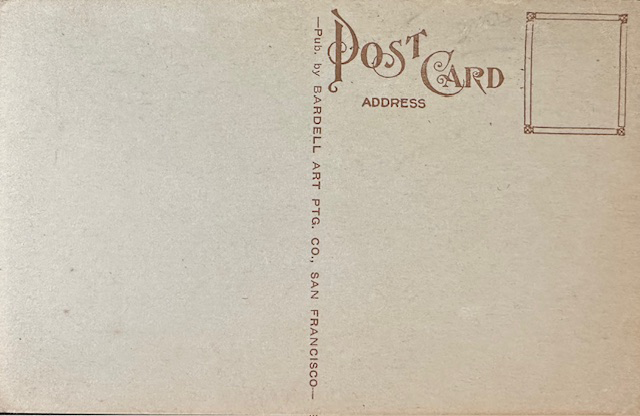 POST CARD
ADDRESS
—Pub. by BARDELL ART PTG. CO., SAN FRANCISCO—